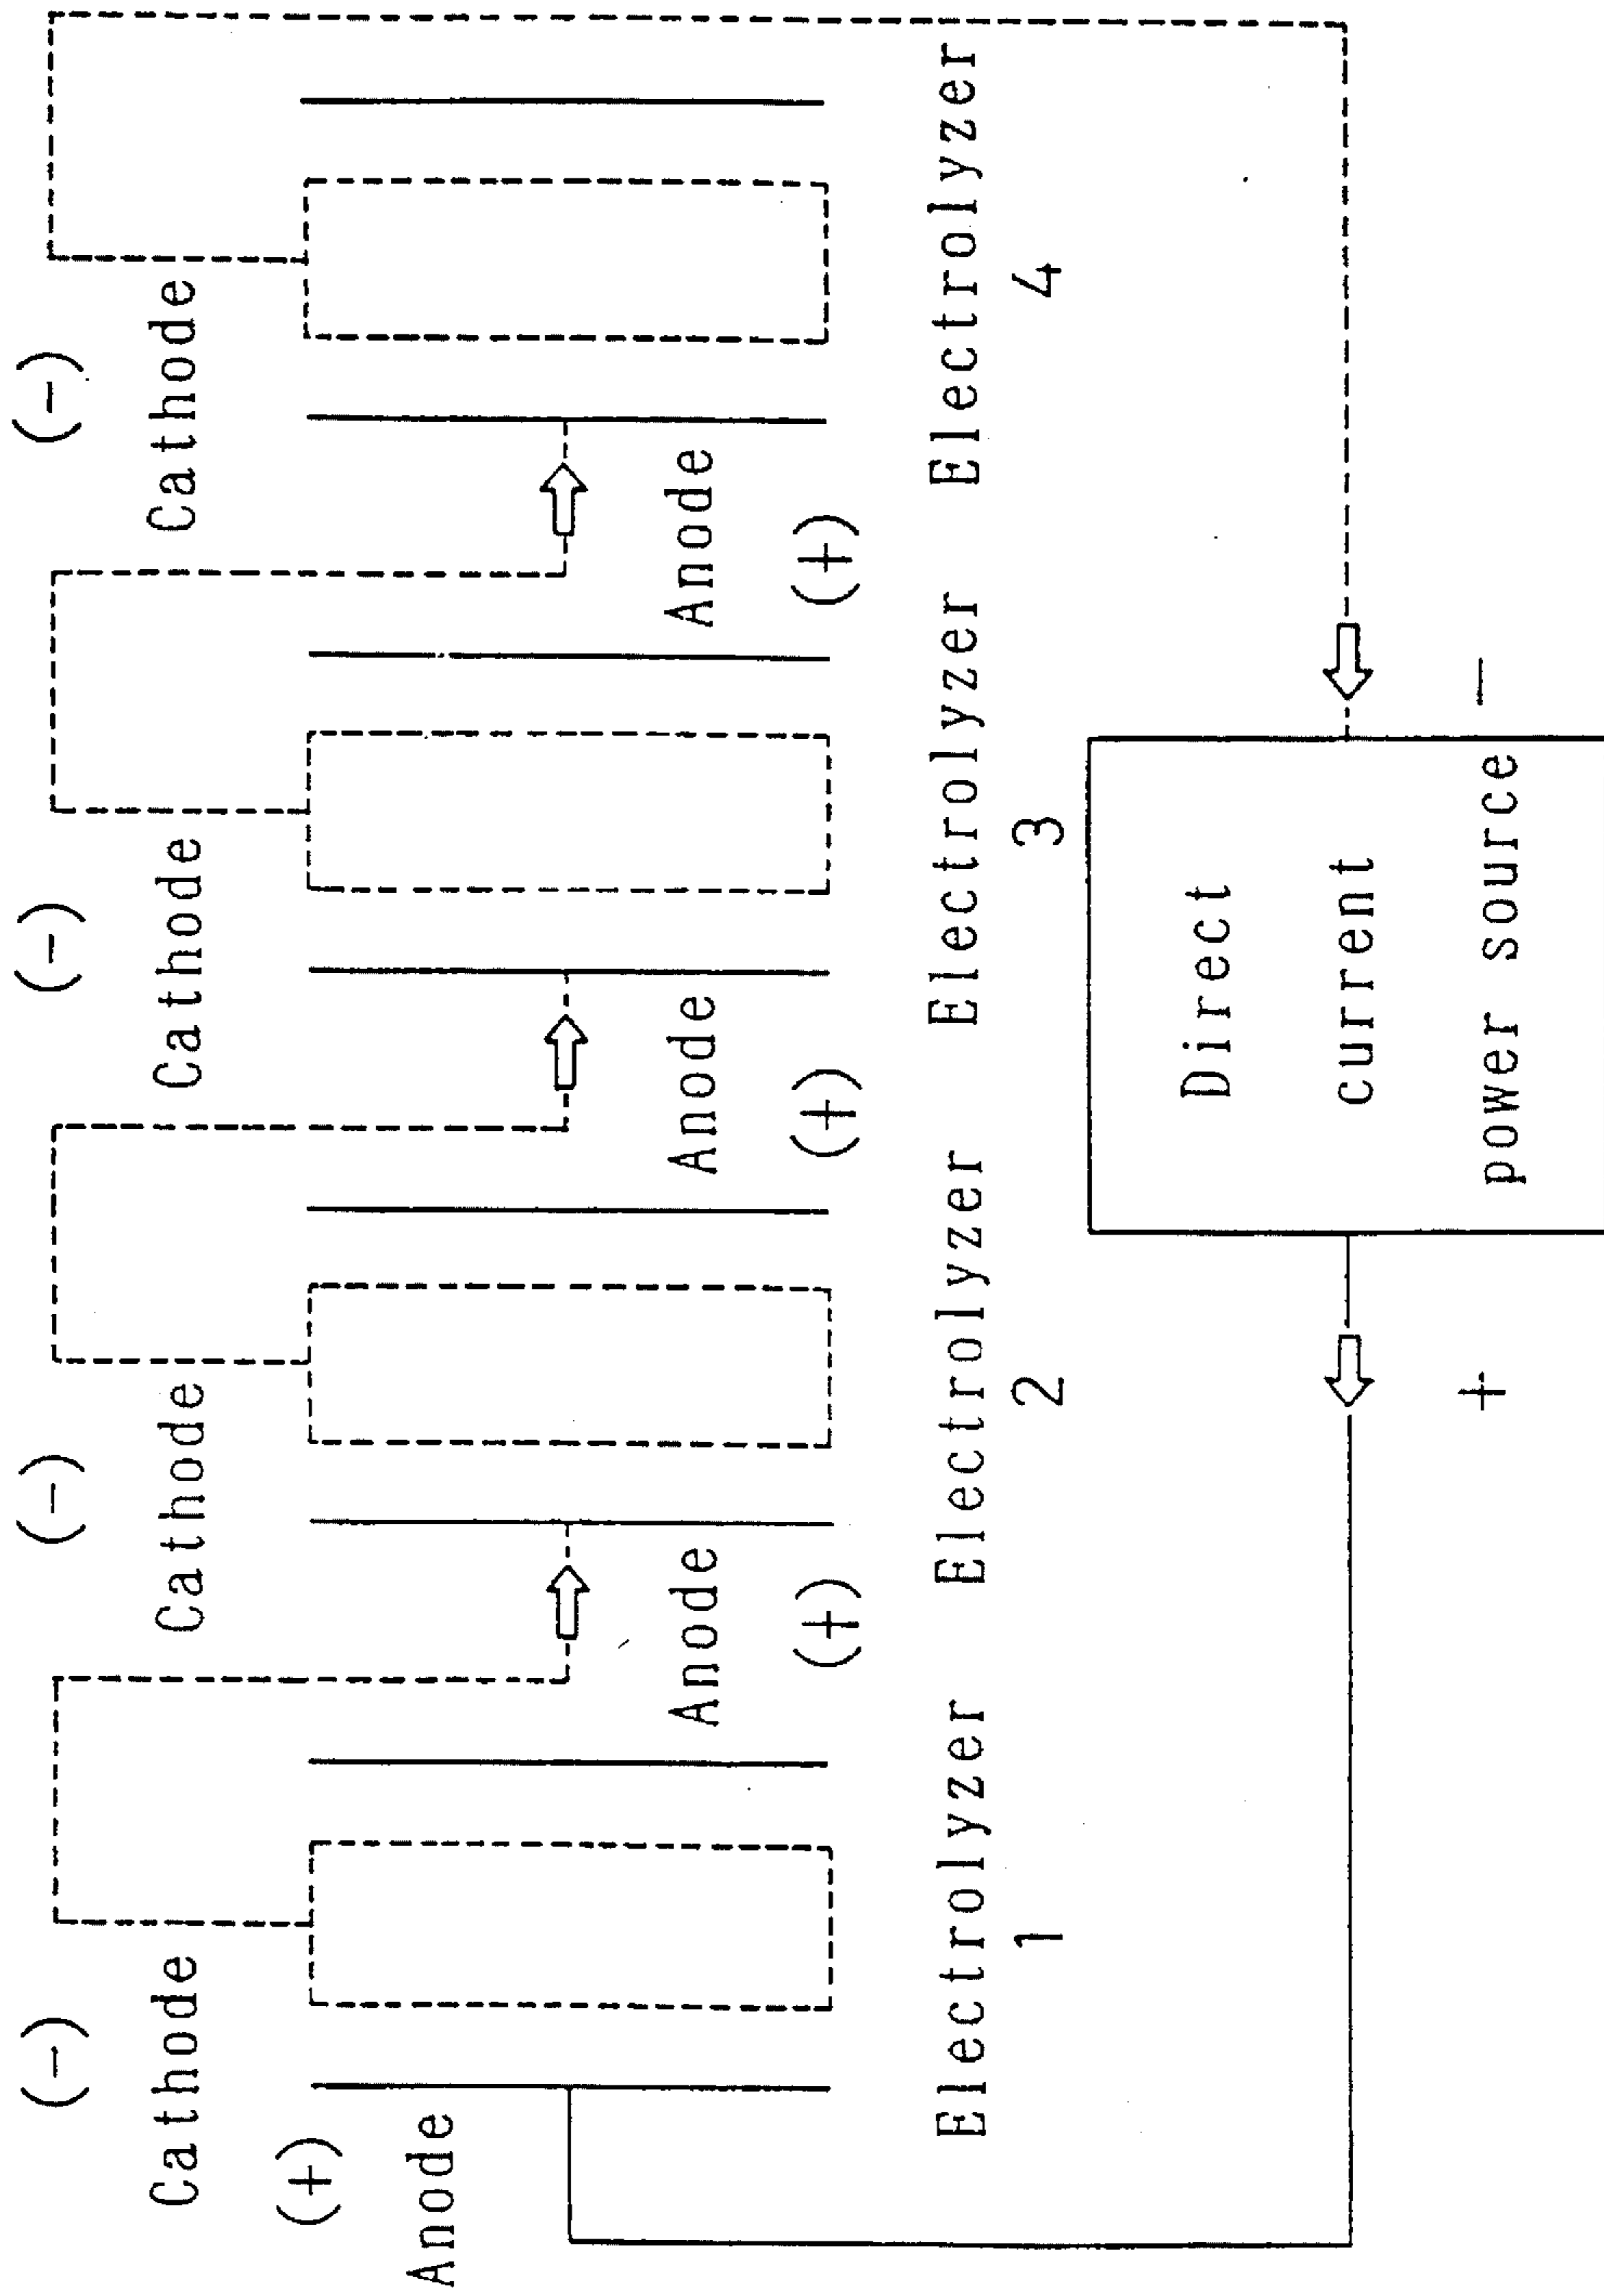 (-)
Cathode
(+)
Anode
Electrolyzer
1
(-)
Cathode
Anode
(+)
Electrolyzer
2
(-)
Cathode
Anode
(+)
Electrolyzer
3
(-)
Cathode
Anode
(+)
Electrolyzer
4
+
Direct
current
power source
-